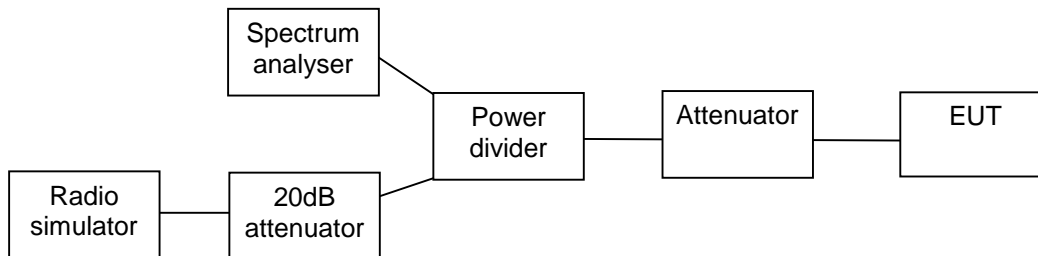 Spectrum
analyser
Power
divider
Attenuator
EUT
Radio
simulator
20dB
attenuator